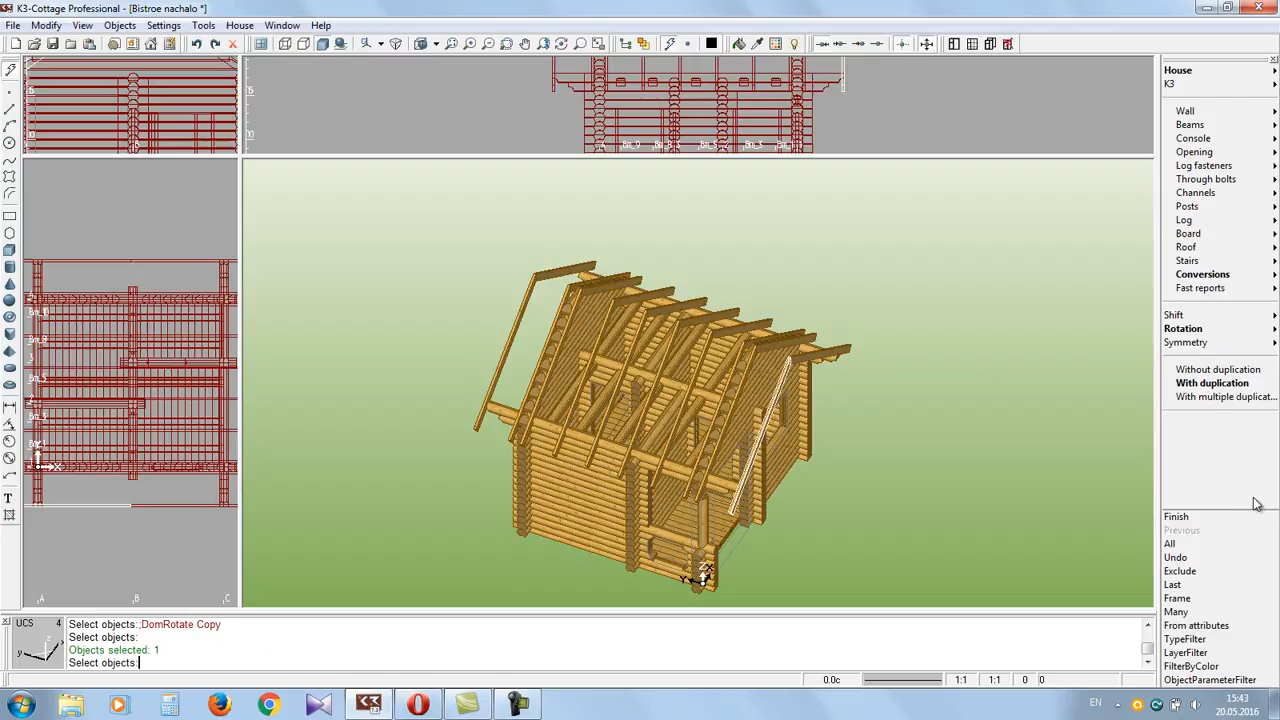 K3-Cottage Professional - [Bistroe nachalo *]
File Modify View Objects Settings Tools House Window Help
House
K3
Wall
Beams
Console
Opening
Log fasteners
Through bolts
Channels
Posts
Log
Board
Roof
Stairs
Conversions
Fast reports
Shift
Rotation
Symmetry
Without duplication
With duplication
With multiple duplicat...
Finish
Previous
All
Undo
Exclude
Last
Frame
Many
From attributes
TypeFilter
LayerFilter
FilterByColor
ObjectParameterFilter
A B C
UCS 4
Select objects:;DomRotate Copy
Select objects:
Objects selected: 1
Select objects:
0.0c 1:1 1:1 0 0
EN
15:43
20.05.2016